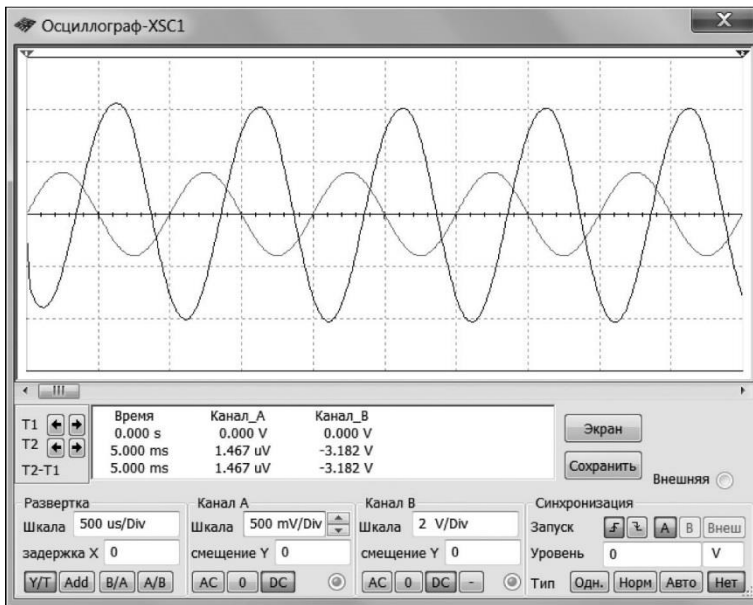 Осциллограф-XSC1
X
T1
T2
T2-T1
Время Канал_A Канал_B
0.000 s 0.000 V 0.000 V
5.000 ms 1.467 uV -3.182 V
5.000 ms 1.467 uV -3.182 V
Экран
Сохранить
Внешняя
Развертка
Шкала 500 us/Div
задержка X 0
Y/T Add B/A A/B
Канал A
Шкала 500 mV/Div
смещение Y 0
AC 0 DC
Канал B
Шкала 2 V/Div
смещение Y 0
AC 0 DC -
Синхронизация
Запуск A B Внеш
Уровень 0 V
Тип Одн. Норм Авто Нет